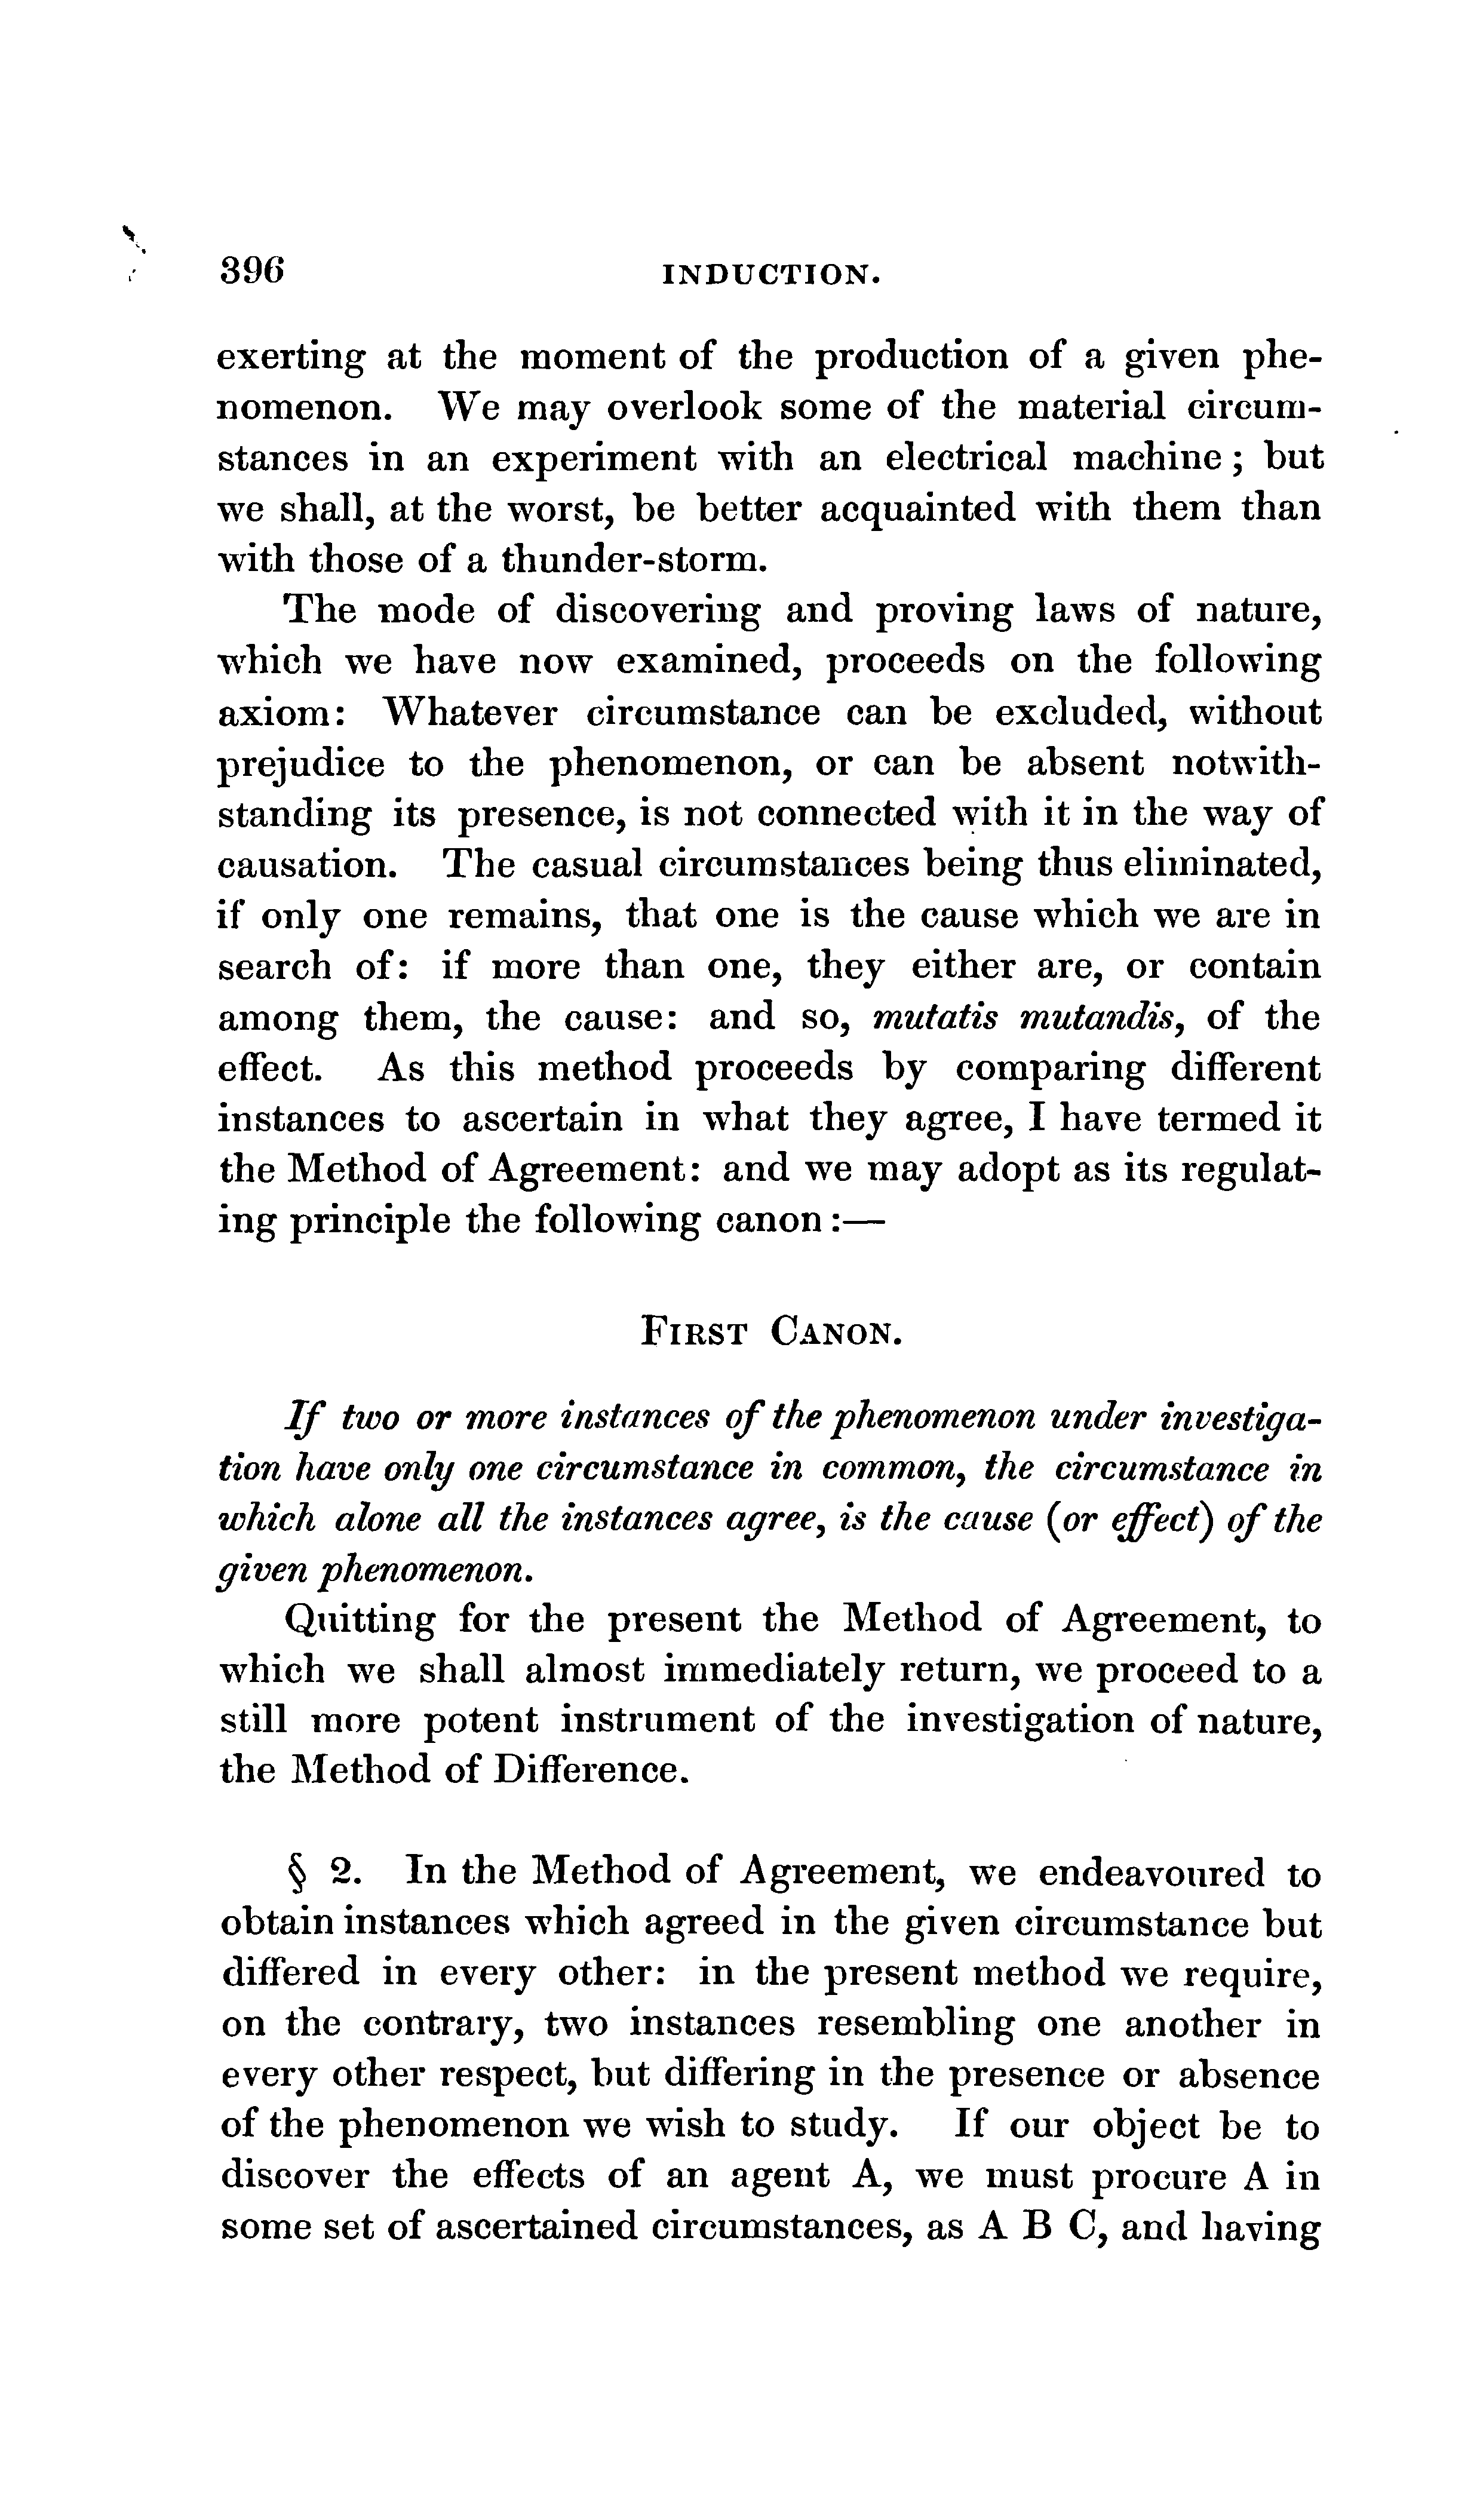 396 INDUCTION.
exerting at the moment of the production of a given phe-
nomenon. We may overlook some of the material circum-
stances in an experiment with an electrical machine; but
we shall, at the worst, be better acquainted with them than
with those of a thunder-storm.
The mode of discovering and proving laws of nature,
which we have now examined, proceeds on the following
axiom: Whatever circumstance can be excluded, without
prejudice to the phenomenon, or can be absent notwith-
standing its presence, is not connected with it in the way of
causation. The casual circumstances being thus eliminated,
if only one remains, that one is the cause which we are in
search of: if more than one, they either are, or contain
among them, the cause: and so, mutatis mutandis, of the
effect. As this method proceeds by comparing different
instances to ascertain in what they agree, I have termed it
the Method of Agreement: and we may adopt as its regulat-
ing principle the following canon:—
FIRST CANON.
If two or more instances of the phenomenon under investiga-
tion have only one circumstance in common, the circumstance in
which alone all the instances agree, is the cause (or effect) of the
given phenomenon.
Quitting for the present the Method of Agreement, to
which we shall almost immediately return, we proceed to a
still more potent instrument of the investigation of nature,
the Method of Difference.
§ 2. In the Method of Agreement, we endeavoured to
obtain instances which agreed in the given circumstance but
differed in every other: in the present method we require,
on the contrary, two instances resembling one another in
every other respect, but differing in the presence or absence
of the phenomenon we wish to study. If our object be to
discover the effects of an agent A, we must procure A in
some set of ascertained circumstances, as A B C, and having